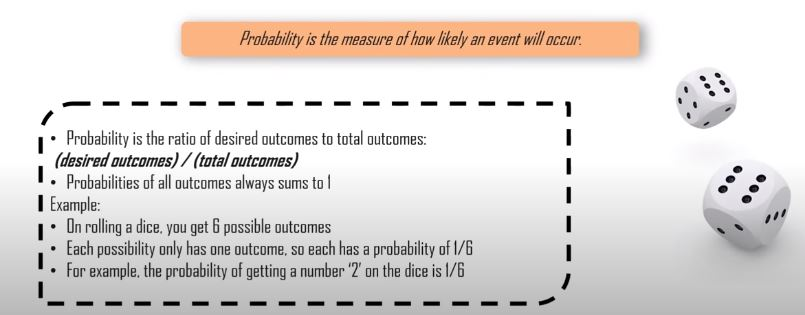 Probability is the measure of how likely an event will occur.
• Probability is the ratio of desired outcomes to total outcomes:
(desired outcomes) / (total outcomes)
• Probabilities of all outcomes always sums to 1
Example:
• On rolling a dice, you get 6 possible outcomes
• Each possibility only has one outcome, so each has a probability of 1/6
• For example, the probability of getting a number ‘2’ on the dice is 1/6